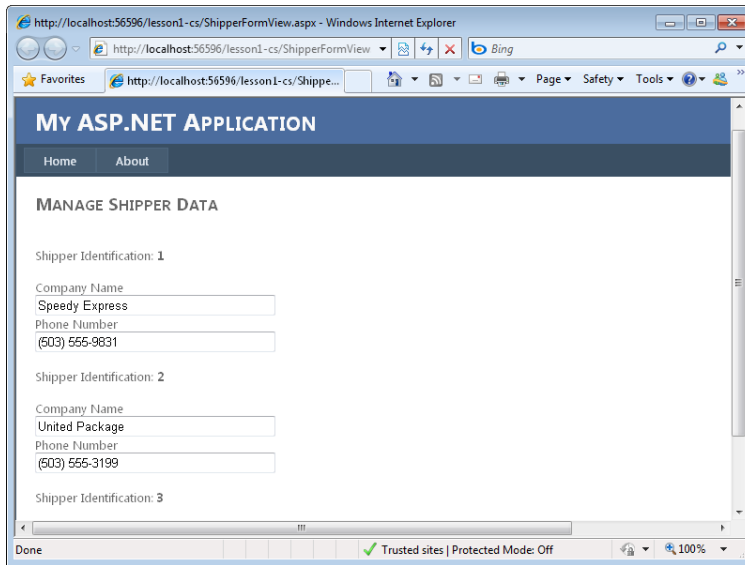 http://localhost:56596/lesson1-cs/ShipperFormView.aspx - Windows Internet Explorer
http://localhost:56596/lesson1-cs/ShipperFormView
Bing
Favorites
http://localhost:56596/lesson1-cs/Shippe...
Page
Safety
Tools
»
MY ASP.NET APPLICATION
Home
About
MANAGE SHIPPER DATA
Shipper Identification: 1
Company Name
Speedy Express
Phone Number
(503) 555-9831
Shipper Identification: 2
Company Name
United Package
Phone Number
(503) 555-3199
Shipper Identification: 3
Done
Trusted sites | Protected Mode: Off
100%